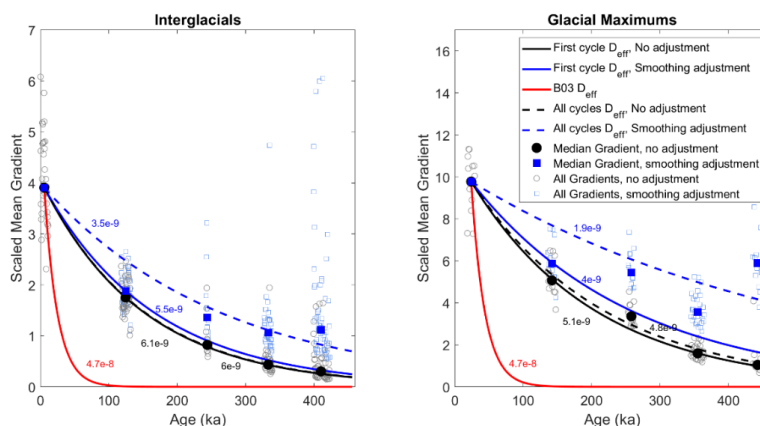 Interglacials
7
6
5
4
3
2
1
0
Scaled Mean Gradient
3.5e-9
5.5e-9
6.1e-9
6e-9
4.7e-8
0
100
200
300
400
Age (ka)
Glacial Maximums
16
14
12
10
8
6
4
2
0
Scaled Mean Gradient
First cycle D_eff, No adjustment
First cycle D_eff, Smoothing adjustment
B03 D_eff
All cycles D_eff, No adjustment
All cycles D_eff, Smoothing adjustment
Median Gradient, no adjustment
Median Gradient, smoothing adjustment
All Gradients, no adjustment
All Gradients, smoothing adjustment
1.9e-9
4e-9
5.1e-9
4.8e-9
4.7e-8
0
100
200
300
400
Age (ka)